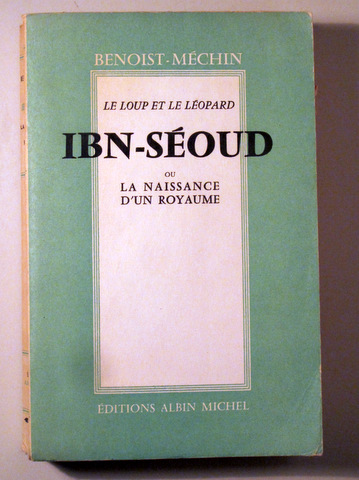 BENOIST-MÉCHIN
LE LOUP ET LE LÉOPARD
IBN-SÉOUD
OU
LA NAISSANCE
D'UN ROYAUME
ÉDITIONS ALBIN MICHEL